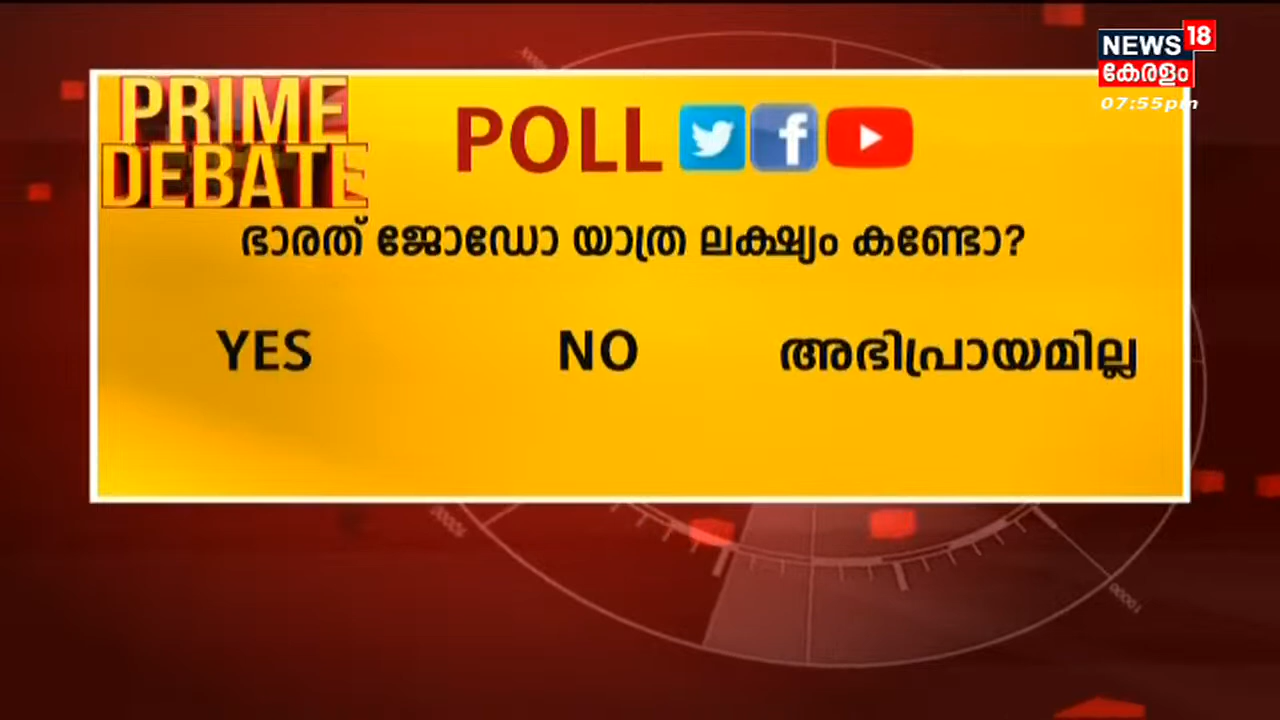 NEWS 18
കേരളം
07:55pm
PRIME
DEBATE
POLL
ഭാരത് ജോഡോ യാത്ര ലക്ഷ്യം കണ്ടോ?
YES NO അഭിപ്രായമില്ല